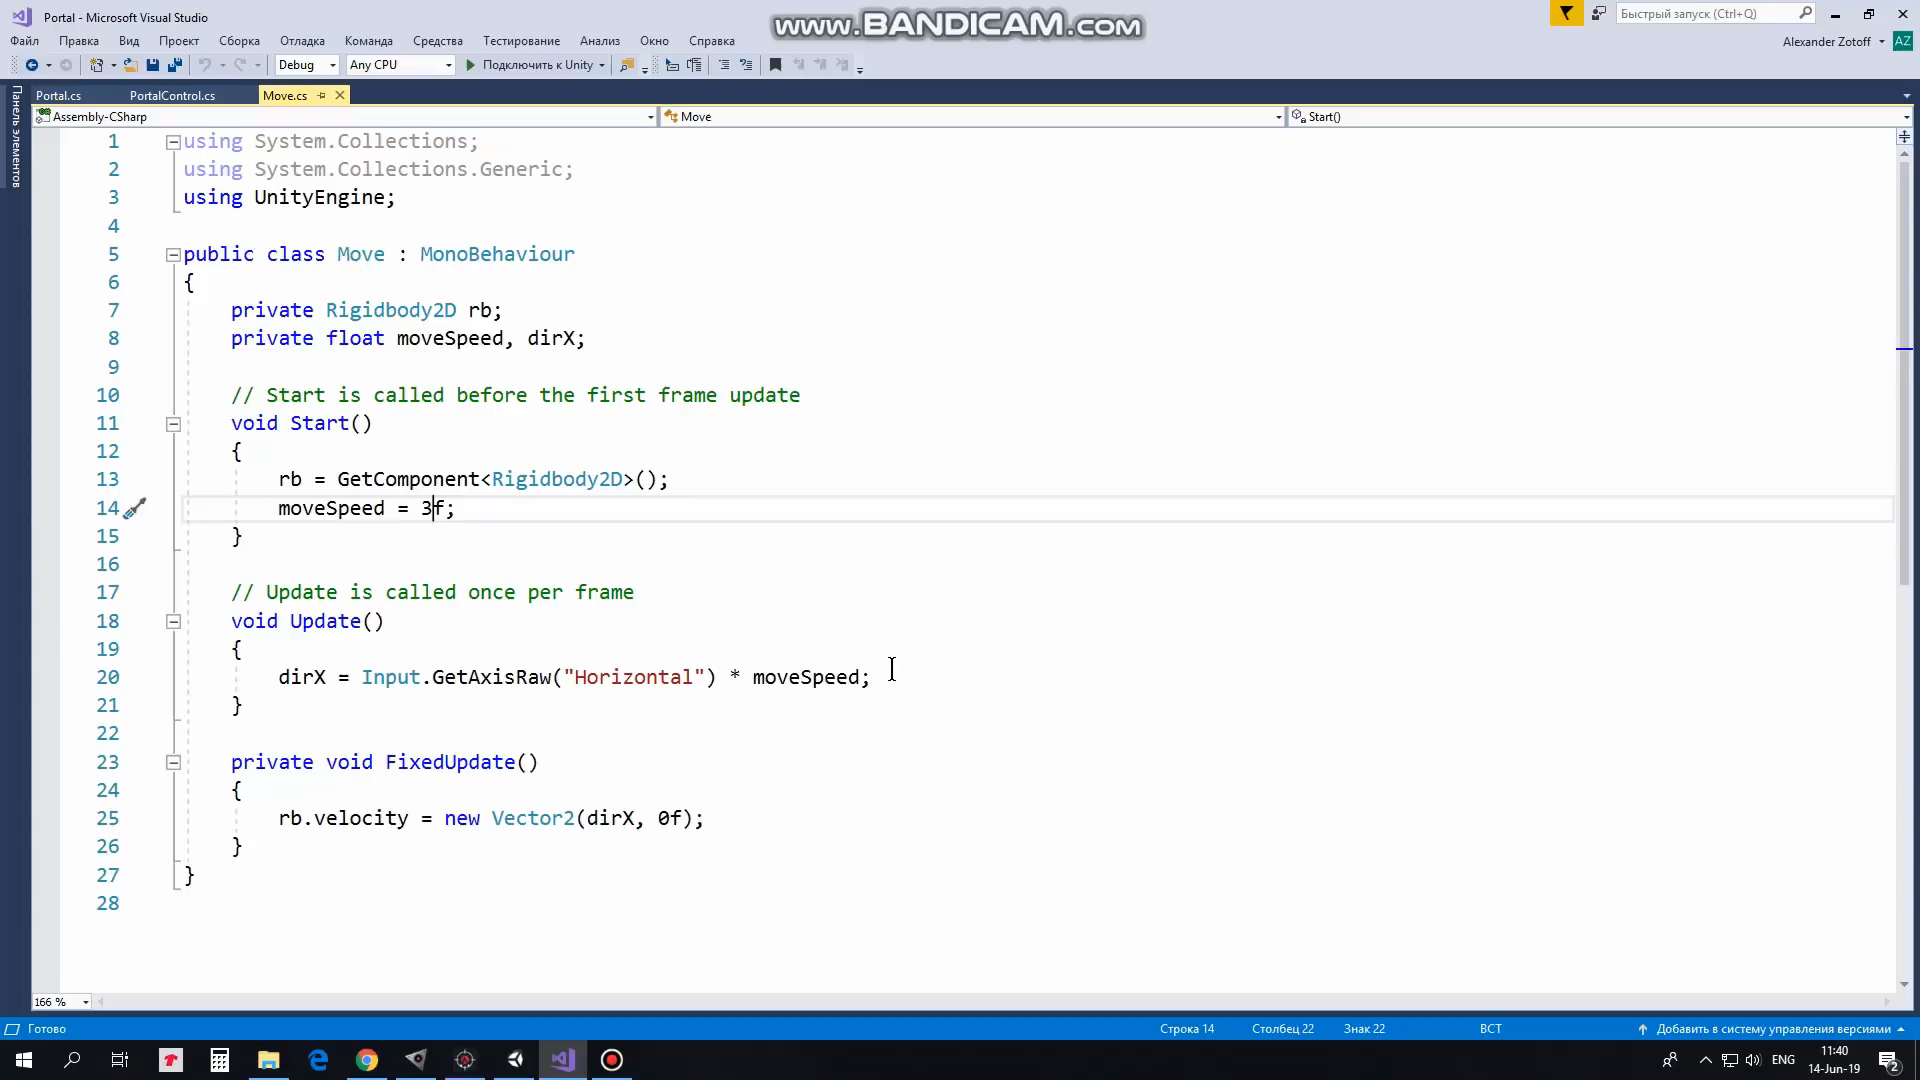 Portal - Microsoft Visual Studio
www.BANDICAM.com
Быстрый запуск (Ctrl+Q)
Файл Правка Вид Проект Сборка Отладка Команда Средства Тестирование Анализ Окно Справка
Alexander Zotoff AZ
Debug Any CPU Подключить к Unity
Панель элементов
Portal.cs PortalControl.cs Move.cs
Assembly-CSharp Move Start()
1 using System.Collections;
2 using System.Collections.Generic;
3 using UnityEngine;
4
5 public class Move : MonoBehaviour
6 {
7 private Rigidbody2D rb;
8 private float moveSpeed, dirX;
9
10 // Start is called before the first frame update
11 void Start()
12 {
13 rb = GetComponent<Rigidbody2D>();
14 moveSpeed = 3f;
15 }
16
17 // Update is called once per frame
18 void Update()
19 {
20 dirX = Input.GetAxisRaw("Horizontal") * moveSpeed;
21 }
22
23 private void FixedUpdate()
24 {
25 rb.velocity = new Vector2(dirX, 0f);
26 }
27 }
28
166 %
Готово Строка 14 Столбец 22 Знак 22 ВСТ Добавить в систему управления версиями
ENG 11:40
14-Jun-19 2